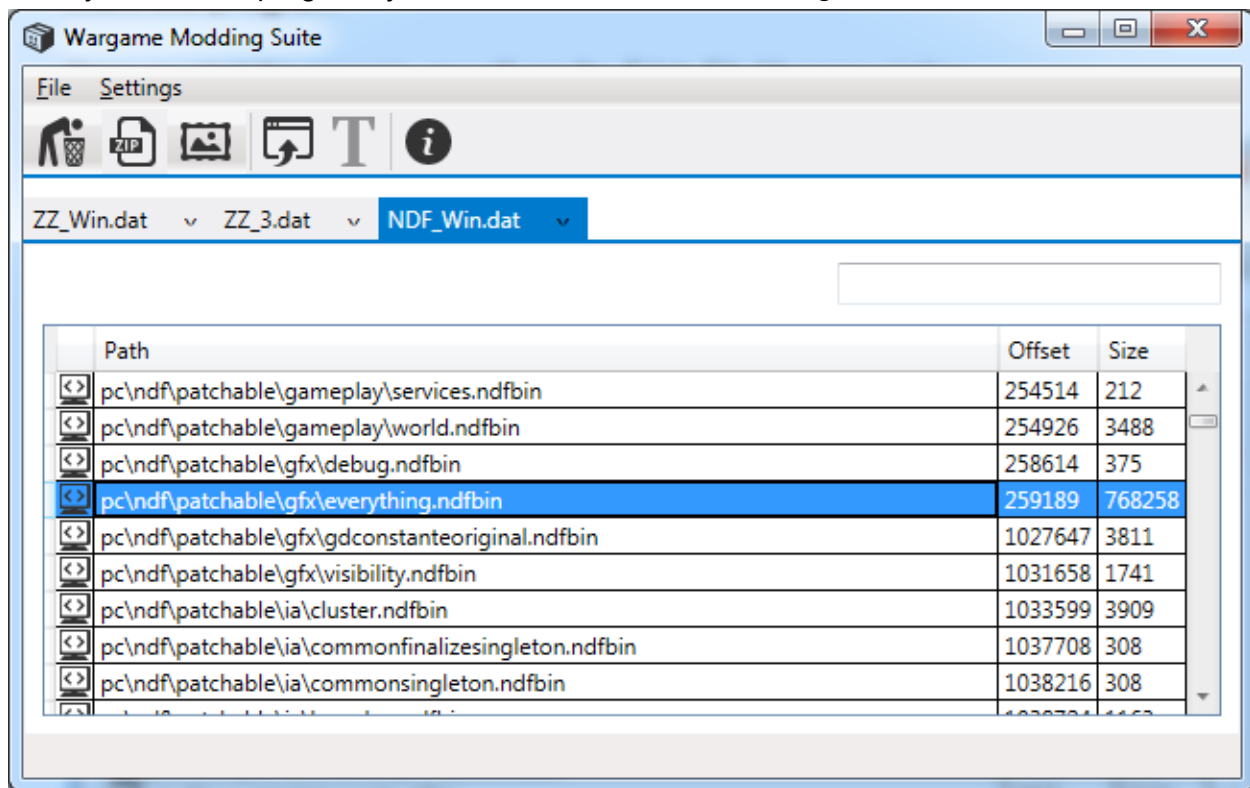 Wargame Modding Suite
File Settings
ZIP T i
ZZ_Win.dat ZZ_3.dat NDF_Win.dat
Path Offset Size
pc\ndf\patchable\gameplay\services.ndfbin 254514 212
pc\ndf\patchable\gameplay\world.ndfbin 254926 3488
pc\ndf\patchable\gfx\debug.ndfbin 258614 375
pc\ndf\patchable\gfx\everything.ndfbin 259189 768258
pc\ndf\patchable\gfx\gdconstanteoriginal.ndfbin 1027647 3811
pc\ndf\patchable\gfx\visibility.ndfbin 1031658 1741
pc\ndf\patchable\ia\cluster.ndfbin 1033599 3909
pc\ndf\patchable\ia\commonfinalizesingleton.ndfbin 1037708 308
pc\ndf\patchable\ia\commonsingleton.ndfbin 1038216 308